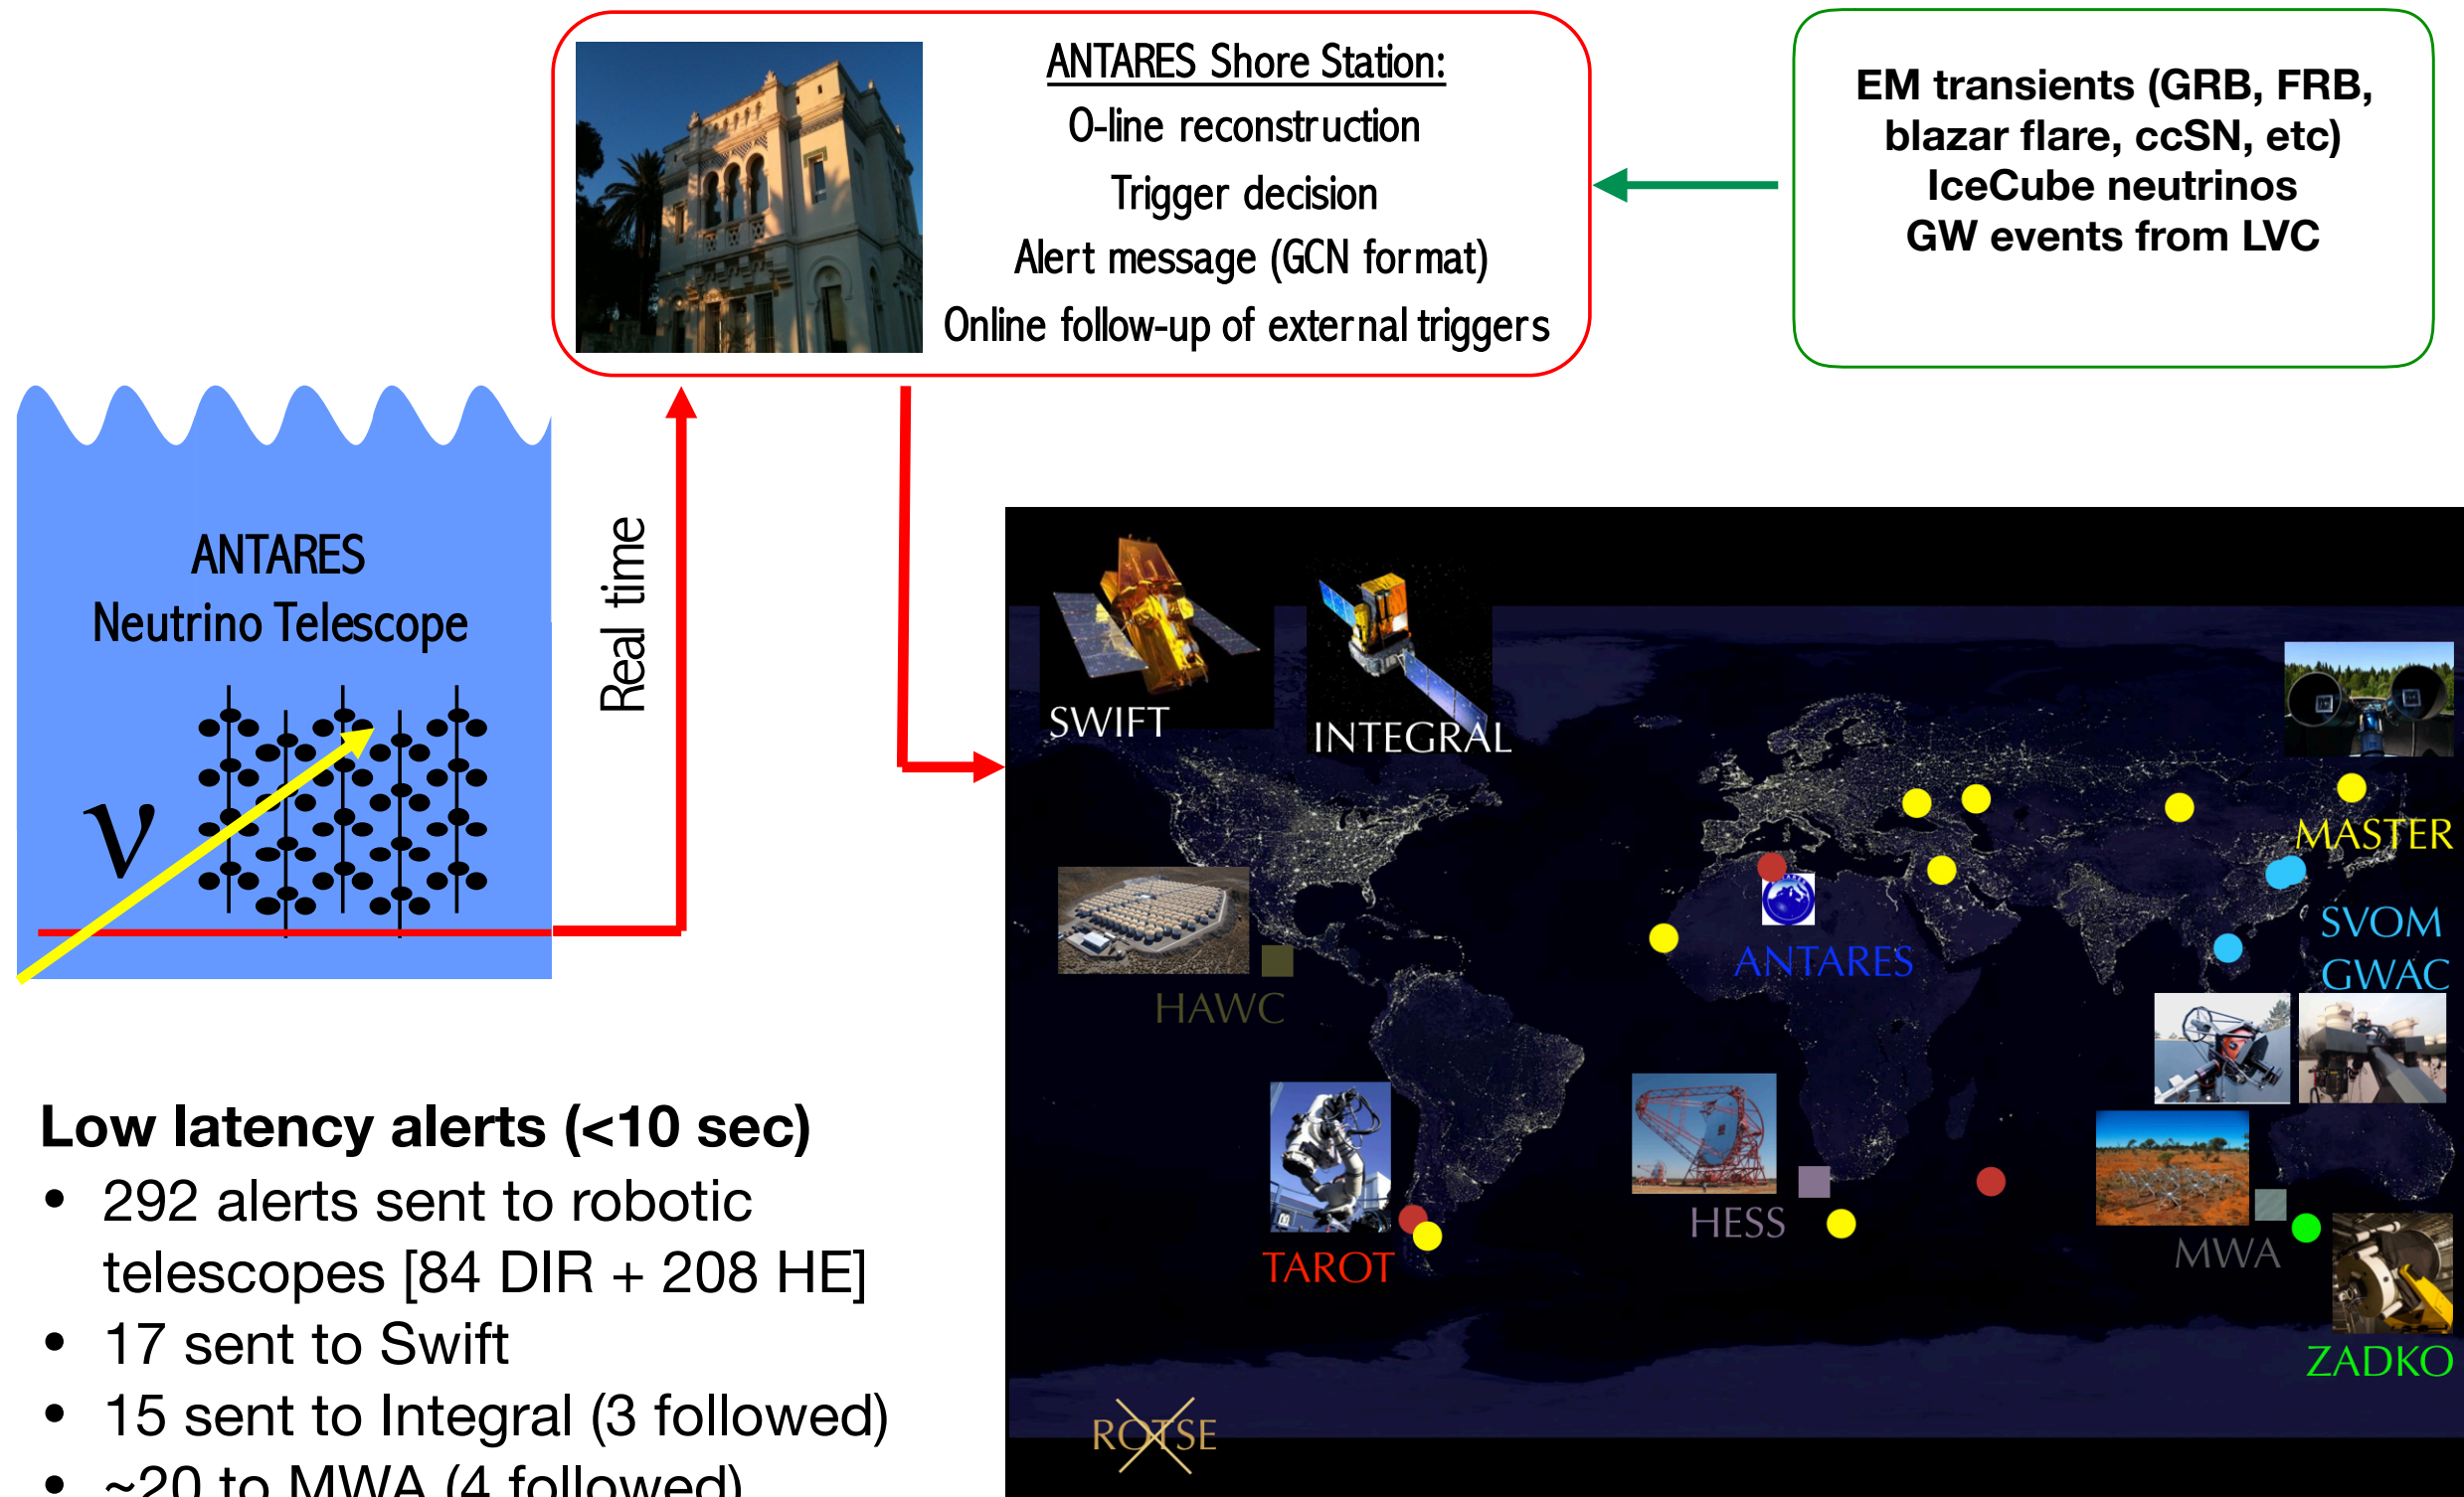 ANTARES Shore Station:
O-line reconstruction
Trigger decision
Alert message (GCN format)
Online follow-up of external triggers
EM transients (GRB, FRB,
blazar flare, ccSN, etc)
IceCube neutrinos
GW events from LVC
ANTARES
Neutrino Telescope
ν
Real time
SWIFT
INTEGRAL
MASTER
SVOM
GWAC
ANTARES
HAWC
TAROT
HESS
MWA
ZADKO
ROTSE
Low latency alerts (<10 sec)
• 292 alerts sent to robotic
telescopes [84 DIR + 208 HE]
• 17 sent to Swift
• 15 sent to Integral (3 followed)
• ~20 to MWA (4 followed)